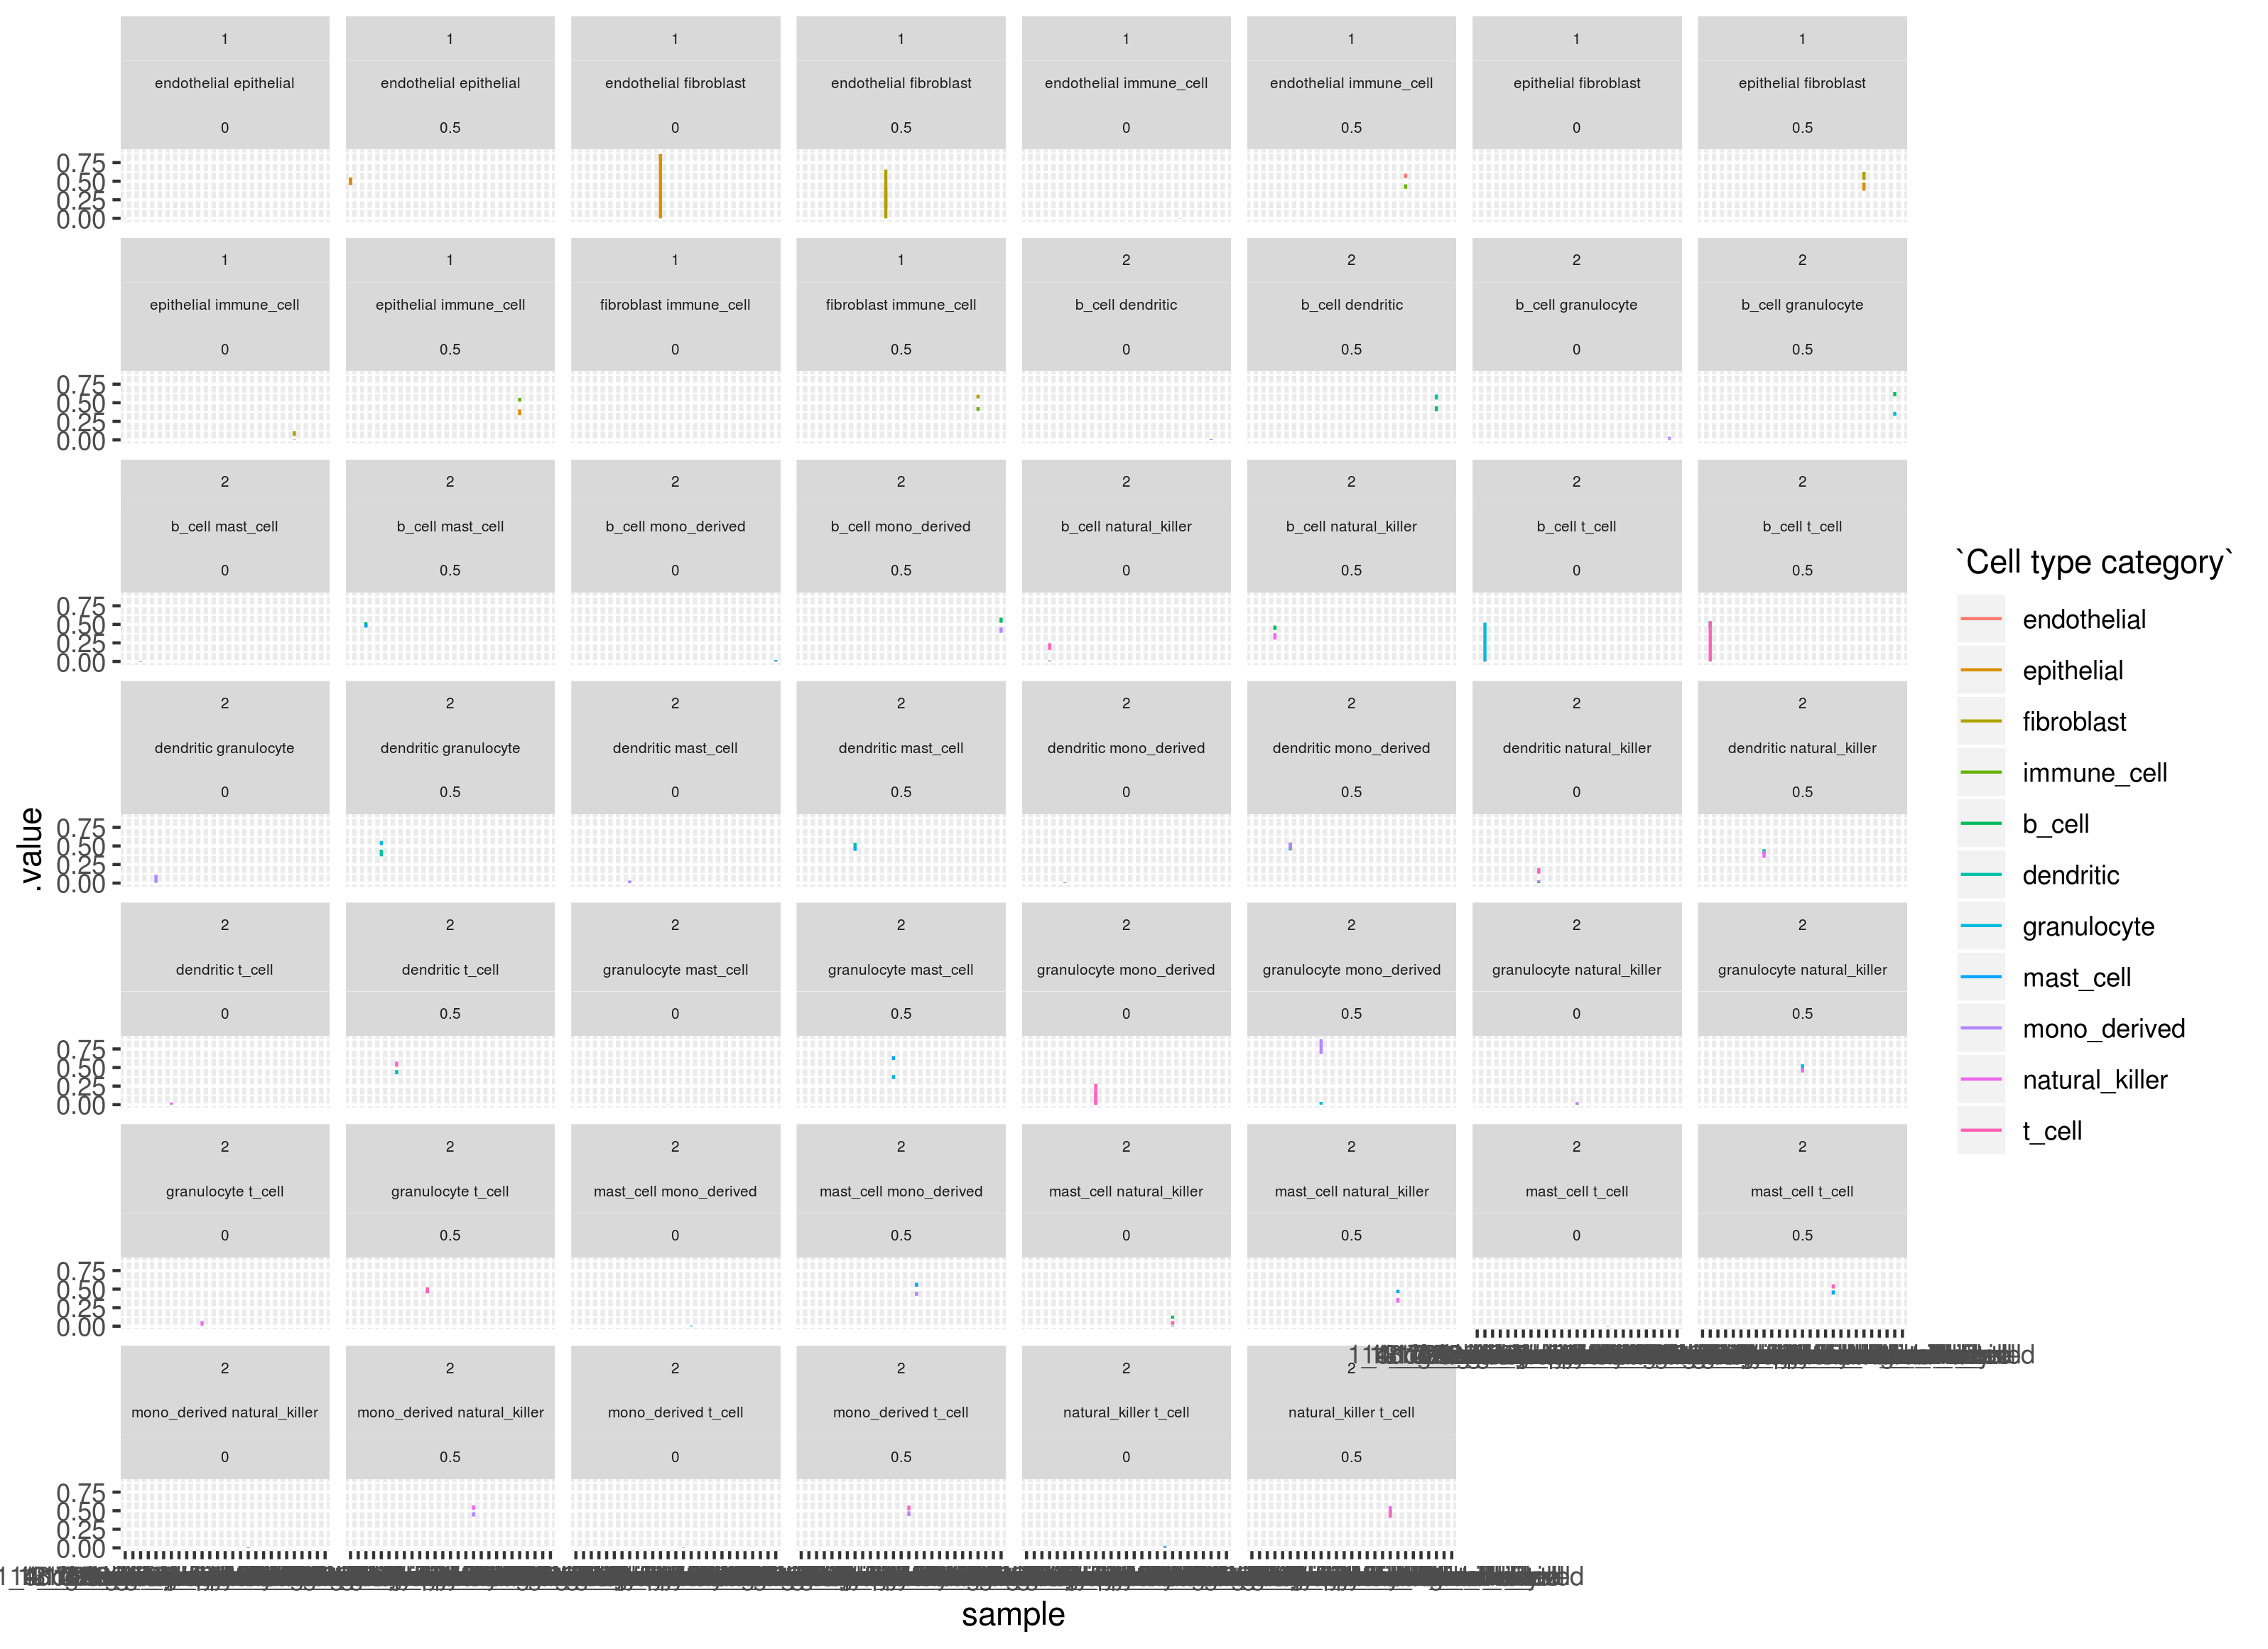 1 1 1 1 1 1 1 1
endothelial epithelial endothelial epithelial endothelial fibroblast endothelial fibroblast endothelial immune_cell endothelial immune_cell epithelial fibroblast epithelial fibroblast
0 0.5 0 0.5 0 0.5 0 0.5
0.75
0.50
0.25
0.00
1 1 1 1 2 2 2 2
epithelial immune_cell epithelial immune_cell fibroblast immune_cell fibroblast immune_cell b_cell dendritic b_cell dendritic b_cell granulocyte b_cell granulocyte
0 0.5 0 0.5 0 0.5 0 0.5
0.75
0.50
0.25
0.00
2 2 2 2 2 2 2 2
b_cell mast_cell b_cell mast_cell b_cell mono_derived b_cell mono_derived b_cell natural_killer b_cell natural_killer b_cell t_cell b_cell t_cell
0 0.5 0 0.5 0 0.5 0 0.5
0.75
0.50
0.25
0.00
2 2 2 2 2 2 2 2
dendritic granulocyte dendritic granulocyte dendritic mast_cell dendritic mast_cell dendritic mono_derived dendritic mono_derived dendritic natural_killer dendritic natural_killer
0 0.5 0 0.5 0 0.5 0 0.5
0.75
0.50
0.25
0.00
2 2 2 2 2 2 2 2
dendritic t_cell dendritic t_cell granulocyte mast_cell granulocyte mast_cell granulocyte mono_derived granulocyte mono_derived granulocyte natural_killer granulocyte natural_killer
0 0.5 0 0.5 0 0.5 0 0.5
0.75
0.50
0.25
0.00
2 2 2 2 2 2 2 2
granulocyte t_cell granulocyte t_cell mast_cell mono_derived mast_cell mono_derived mast_cell natural_killer mast_cell natural_killer mast_cell t_cell mast_cell t_cell
0 0.5 0 0.5 0 0.5 0 0.5
0.75
0.50
0.25
0.00
2 2 2 2 2 2
mono_derived natural_killer mono_derived natural_killer mono_derived t_cell mono_derived t_cell natural_killer t_cell natural_killer t_cell
0 0.5 0 0.5 0 0.5
0.75
0.50
0.25
0.00
sample
.value
`Cell type category`
endothelial
epithelial
fibroblast
immune_cell
b_cell
dendritic
granulocyte
mast_cell
mono_derived
natural_killer
t_cell